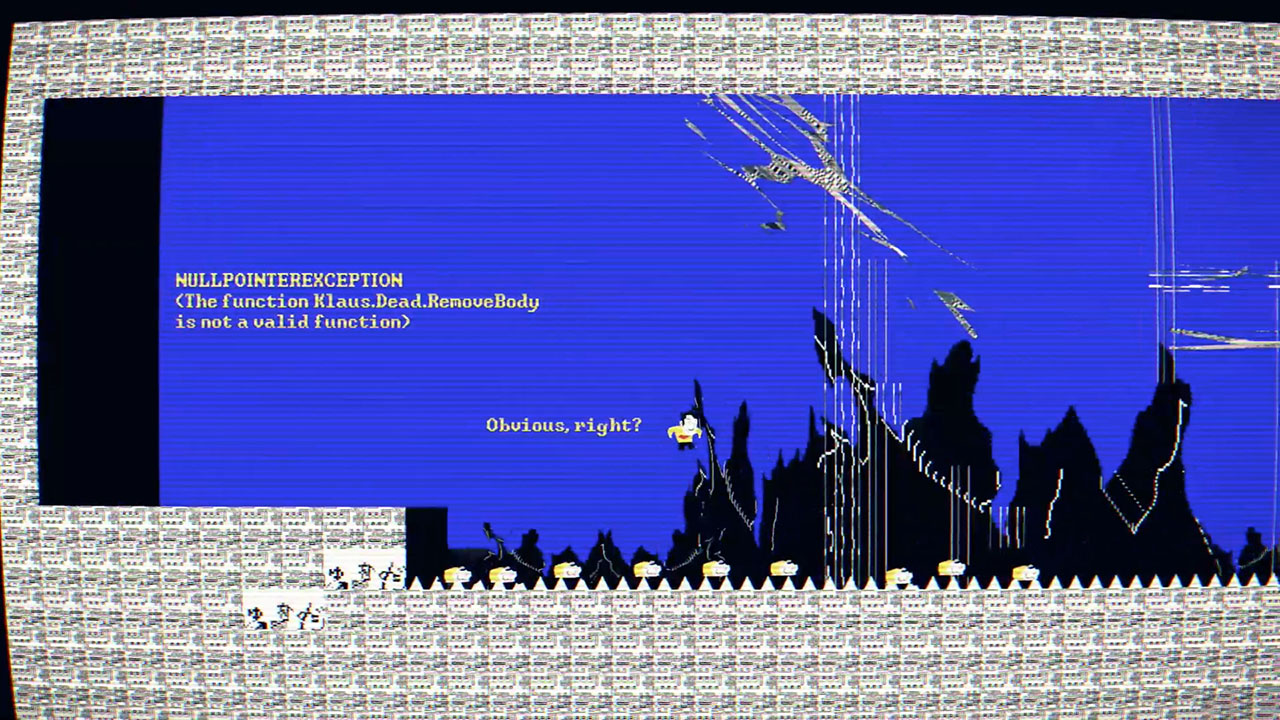 NULLPOINTEREXCEPTION
(The function Klaus.Dead.RemoveBody
is not a valid function)
Obvious, right?